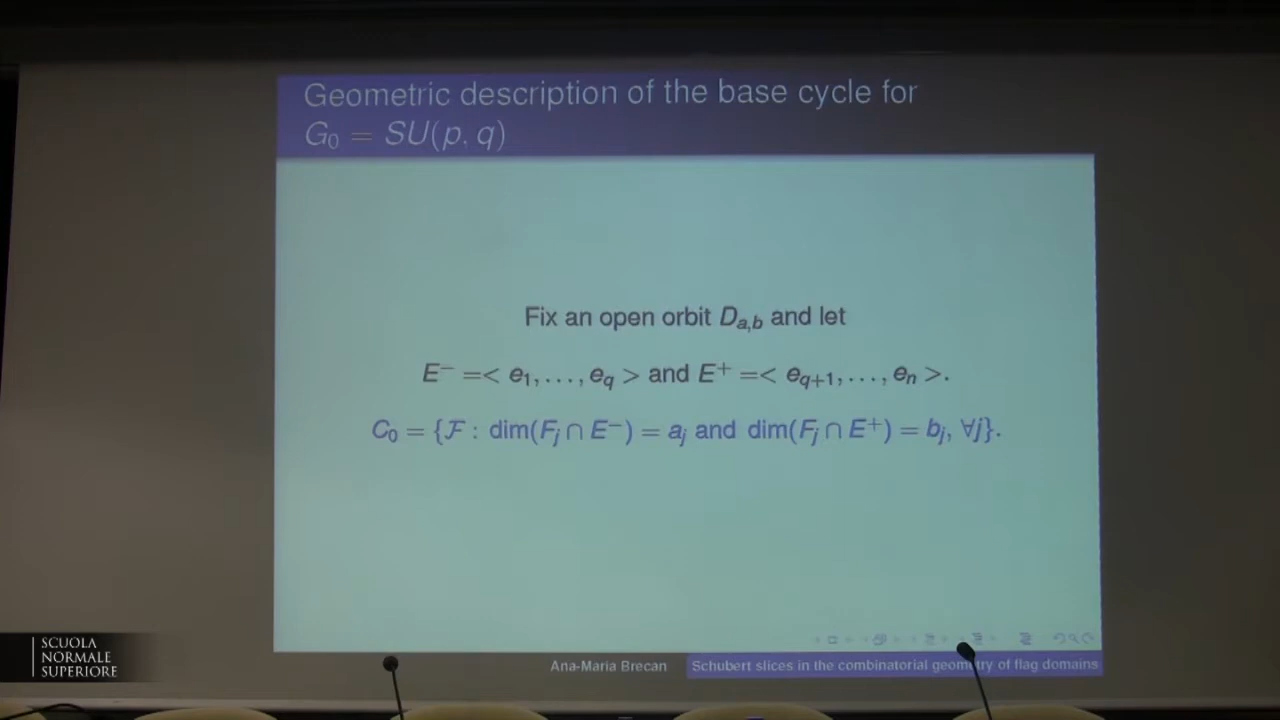 Geometric description of the base cycle for
G₀ = SU(p, q)
Fix an open orbit D_{a,b} and let
E⁻ =< e₁, . . . , e_q > and E⁺ =< e_{q+1}, . . . , e_n >.
C₀ = {𝓕 : dim(F_j ∩ E⁻) = a_j and dim(F_j ∩ E⁺) = b_j, ∀j}.
Ana-Maria Brecan Schubert slices in the combinatorial geometry of flag domains
SCUOLA
NORMALE
SUPERIORE